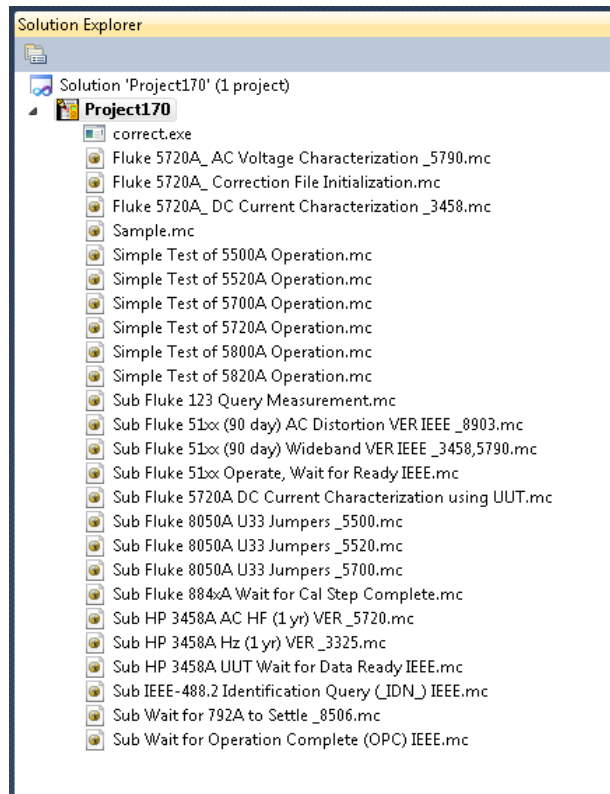 Solution Explorer
Solution 'Project170' (1 project)
Project170
correct.exe
Fluke 5720A_ AC Voltage Characterization _5790.mc
Fluke 5720A_ Correction File Initialization.mc
Fluke 5720A_ DC Current Characterization _3458.mc
Sample.mc
Simple Test of 5500A Operation.mc
Simple Test of 5520A Operation.mc
Simple Test of 5700A Operation.mc
Simple Test of 5720A Operation.mc
Simple Test of 5800A Operation.mc
Simple Test of 5820A Operation.mc
Sub Fluke 123 Query Measurement.mc
Sub Fluke 51xx (90 day) AC Distortion VER IEEE _8903.mc
Sub Fluke 51xx (90 day) Wideband VER IEEE _3458,5790.mc
Sub Fluke 51xx Operate, Wait for Ready IEEE.mc
Sub Fluke 5720A DC Current Characterization using UUT.mc
Sub Fluke 8050A U33 Jumpers _5500.mc
Sub Fluke 8050A U33 Jumpers _5520.mc
Sub Fluke 8050A U33 Jumpers _5700.mc
Sub Fluke 884xA Wait for Cal Step Complete.mc
Sub HP 3458A AC HF (1 yr) VER _5720.mc
Sub HP 3458A Hz (1 yr) VER _3325.mc
Sub HP 3458A UUT Wait for Data Ready IEEE.mc
Sub IEEE-488.2 Identification Query (_IDN_) IEEE.mc
Sub Wait for 792A to Settle _8506.mc
Sub Wait for Operation Complete (OPC) IEEE.mc